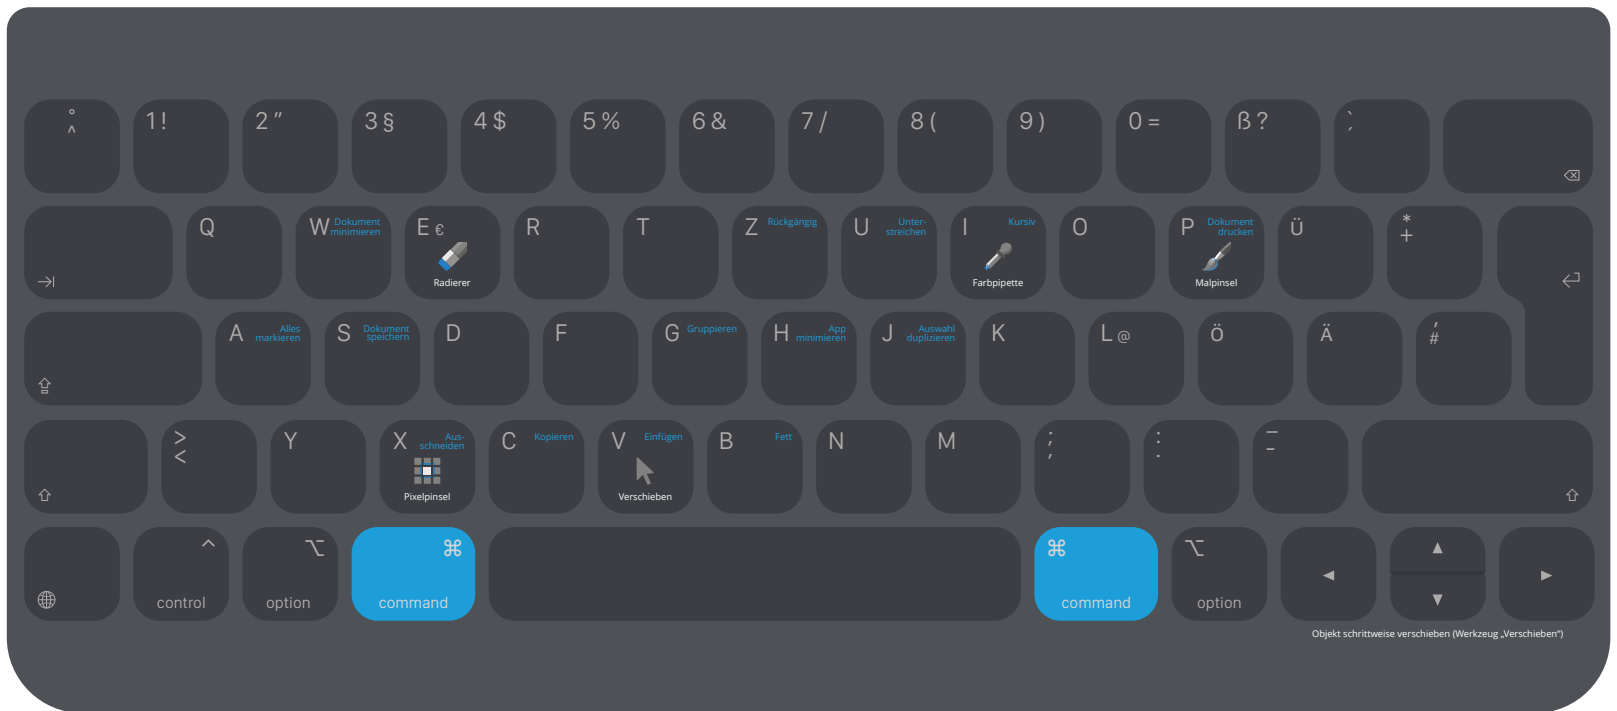 ° ^ 1 ! 2 " 3 § 4 $ 5 % 6 & 7 / 8 ( 9 ) 0 = ß ? ` ´
Q W Dokument minimieren E € R T Z Rückgängig U Unter- streichen I Kursiv O P Dokument drucken Ü * +
Radierer Farbpipette Malpinsel
A Alles markieren S Dokument speichern D F G Gruppieren H App minimieren J Auswahl duplizieren K L @ Ö Ä ' #
> < Y X Aus- schneiden C Kopieren V Einfügen B Fett N M ; , : . _ -
Pixelpinsel Verschieben
^ ⌥ ⌘ ⌘ ⌥ ▲
◀ ▶
control option command command option ▼
Objekt schrittweise verschieben (Werkzeug „Verschieben“)